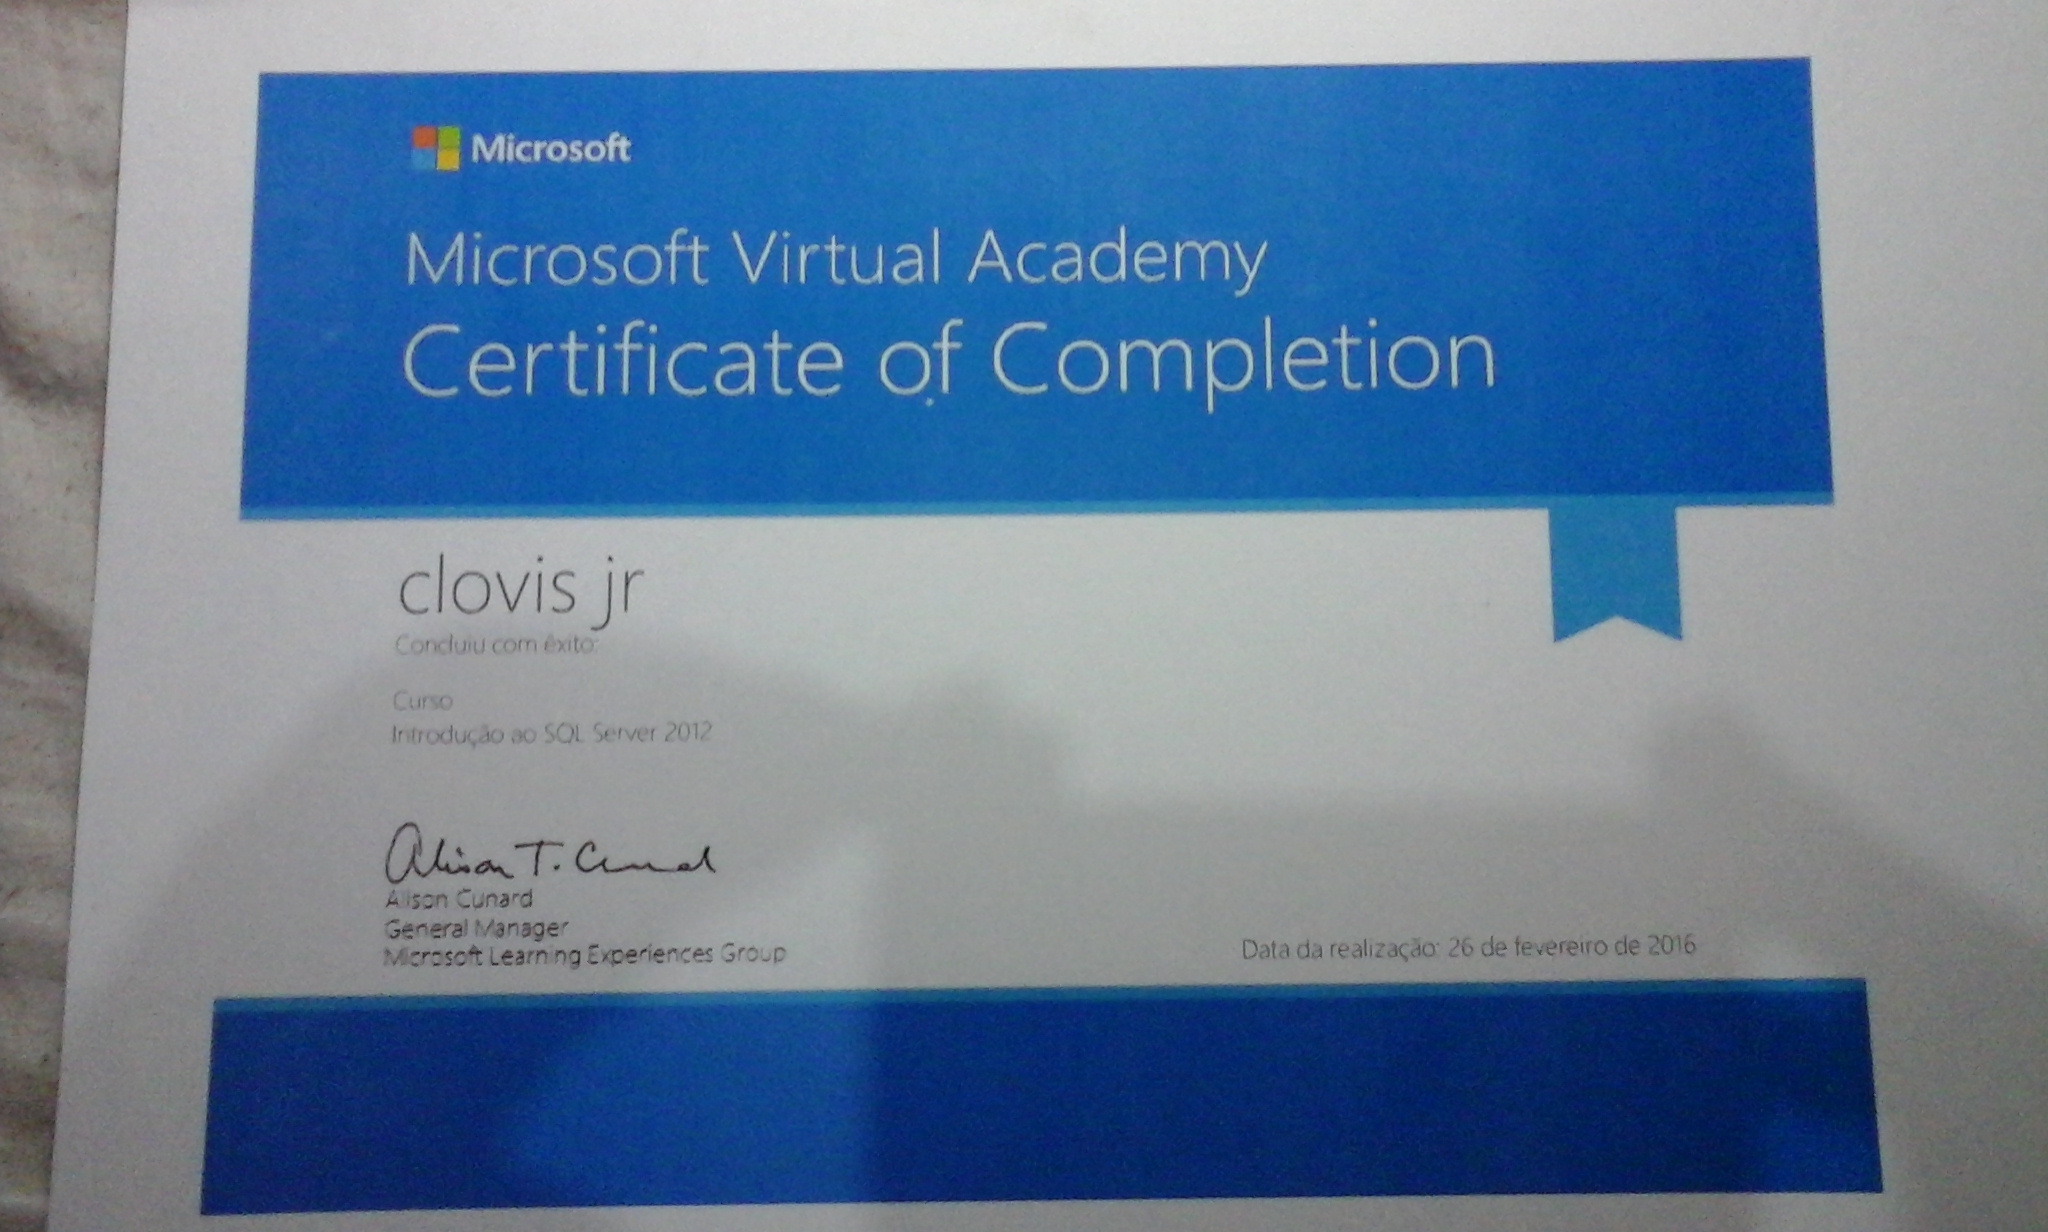 Microsoft
Microsoft Virtual Academy
Certificate of Completion
clovis jr
Concluiu com êxito:
Curso
Introdução ao SQL Server 2012
Alison T. Cunard
Alison Cunard
General Manager
Microsoft Learning Experiences Group
Data da realização: 26 de fevereiro de 2016